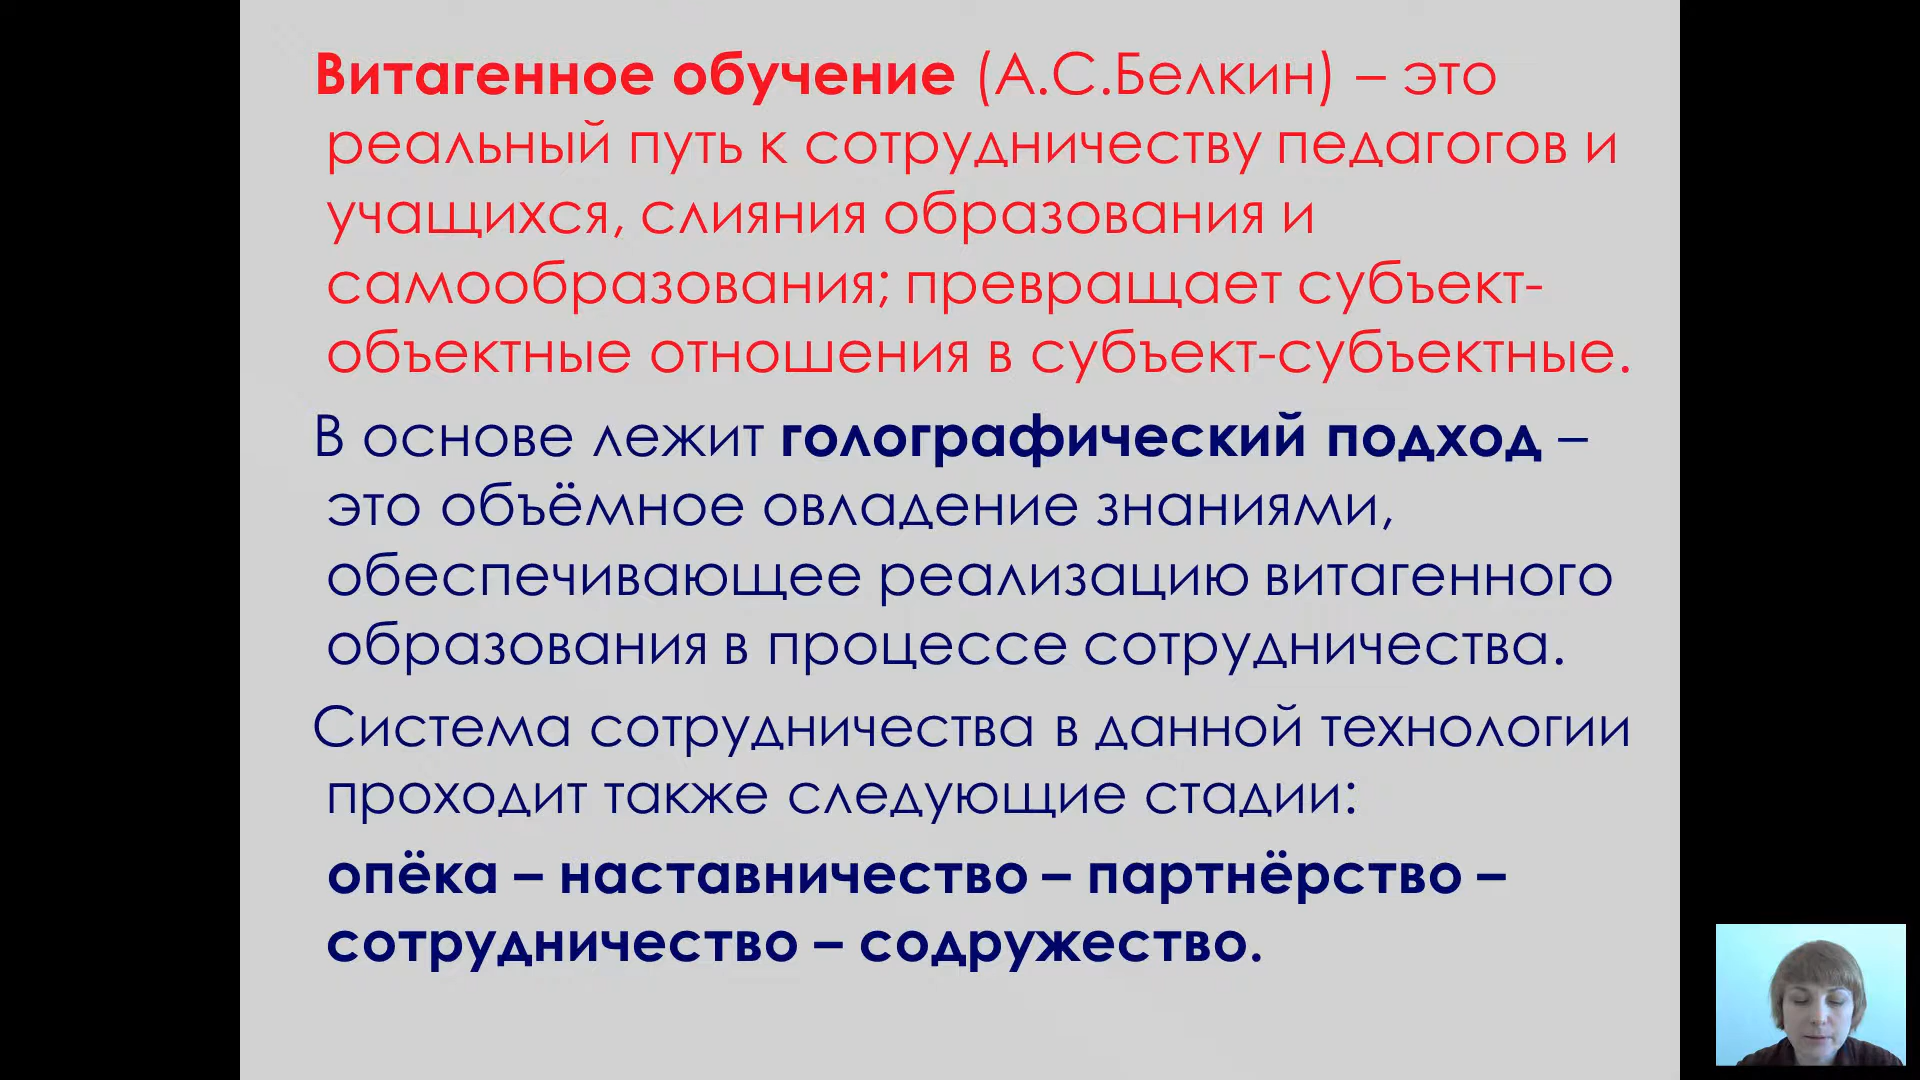 Витагенное обучение (А.С.Белкин) – это
реальный путь к сотрудничеству педагогов и
учащихся, слияния образования и
самообразования; превращает субъект-
объектные отношения в субъект-субъектные.
В основе лежит голографический подход –
это объёмное овладение знаниями,
обеспечивающее реализацию витагенного
образования в процессе сотрудничества.
Система сотрудничества в данной технологии
проходит также следующие стадии:
опёка – наставничество – партнёрство –
сотрудничество – содружество.